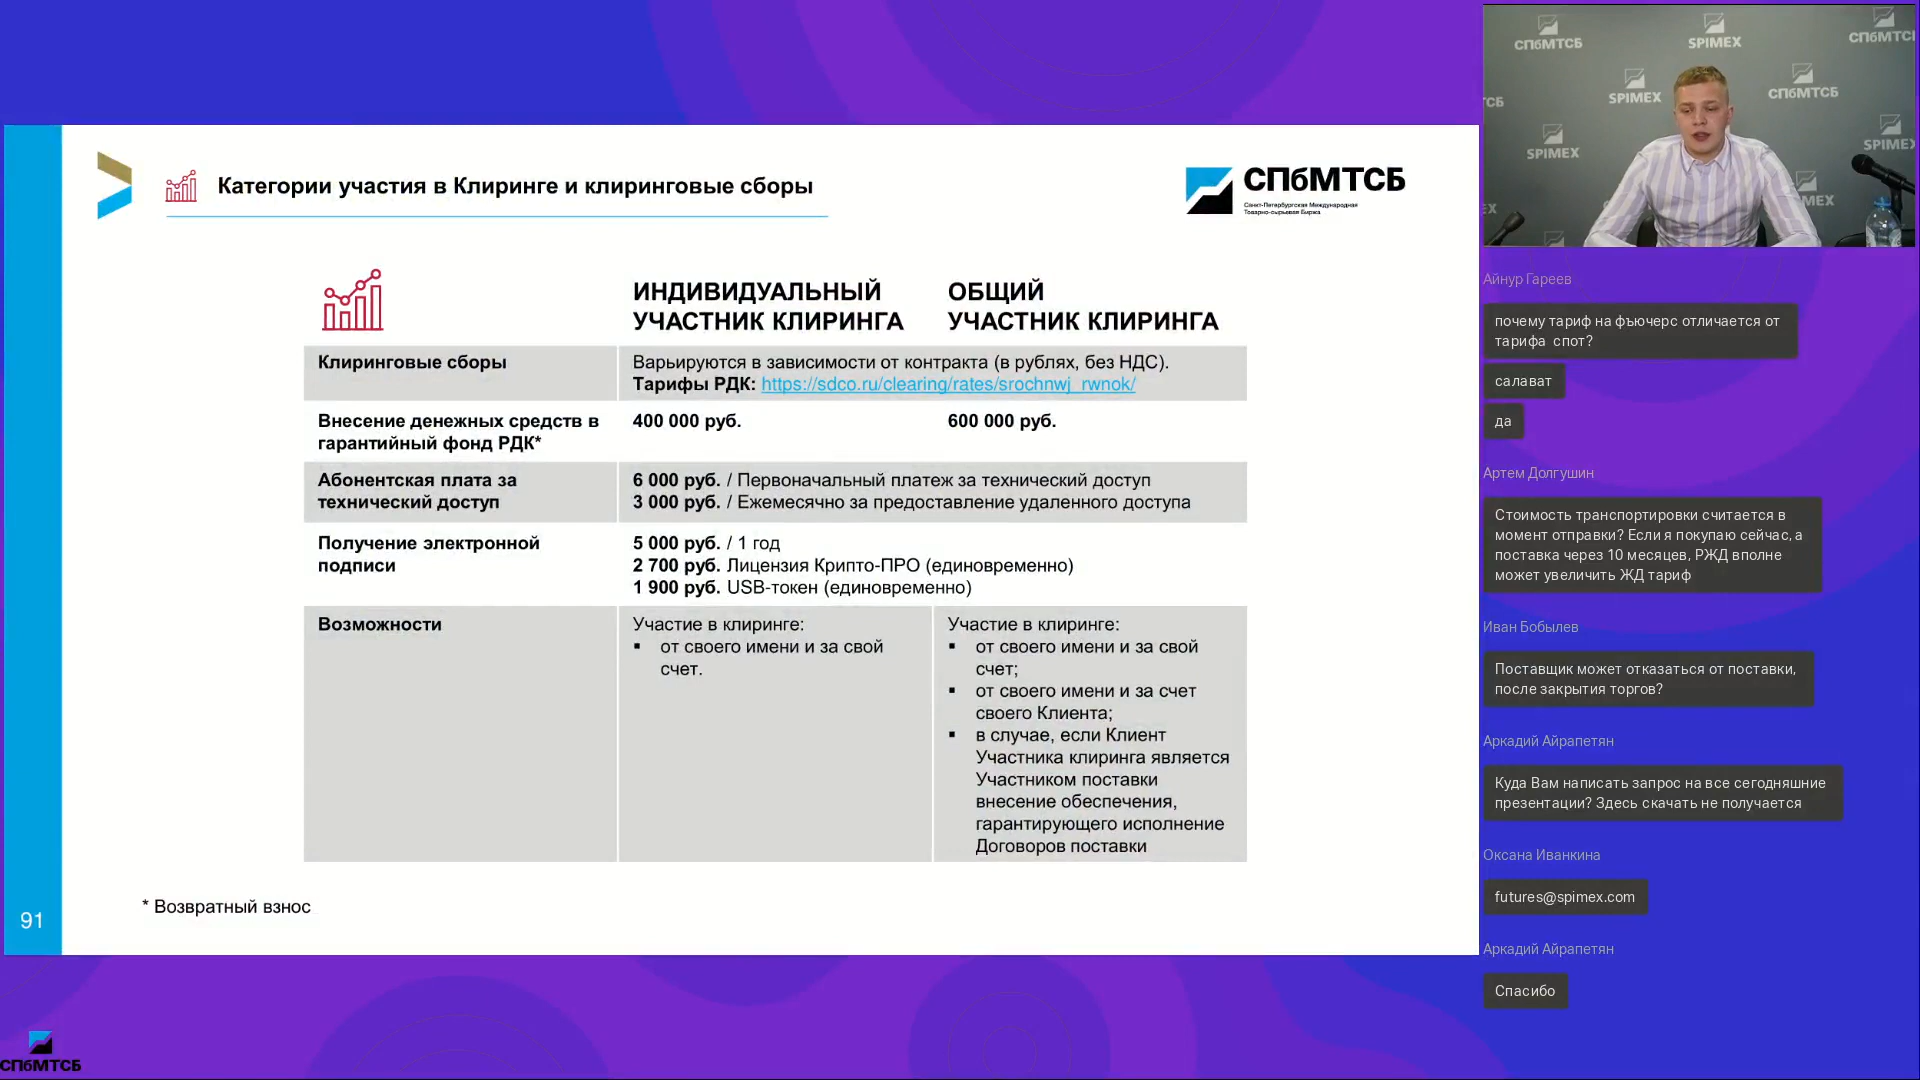 Категории участия в Клиринге и клиринговые сборы
СПбМТСБ
Санкт-Петербургская Международная
Товарно-сырьевая Биржа
ИНДИВИДУАЛЬНЫЙ
УЧАСТНИК КЛИРИНГА
ОБЩИЙ
УЧАСТНИК КЛИРИНГА
Клиринговые сборы
Варьируются в зависимости от контракта (в рублях, без НДС).
Тарифы РДК: https://sdco.ru/clearing/rates/srochnwj_rwnok/
Внесение денежных средств в
гарантийный фонд РДК*
400 000 руб.
600 000 руб.
Абонентская плата за
технический доступ
6 000 руб. / Первоначальный платеж за технический доступ
3 000 руб. / Ежемесячно за предоставление удаленного доступа
Получение электронной
подписи
5 000 руб. / 1 год
2 700 руб. Лицензия Крипто-ПРО (единовременно)
1 900 руб. USB-токен (единовременно)
Возможности
Участие в клиринге:
▪ от своего имени и за свой
счет.
Участие в клиринге:
▪ от своего имени и за свой
счет;
▪ от своего имени и за счет
своего Клиента;
▪ в случае, если Клиент
Участника клиринга является
Участником поставки
внесение обеспечения,
гарантирующего исполнение
Договоров поставки
* Возвратный взнос
91
СПбМТСБ
СПбМТСБ
SPIMEX
СПбМТСБ
СПбМТСБ
SPIMEX
СПбМТСБ
SPIMEX
SPIMEX
Айнур Гареев
почему тариф на фъючерс отличается от
тарифа спот?
салават
да
Артем Долгушин
Стоимость транспортировки считается в
момент отправки? Если я покупаю сейчас, а
поставка через 10 месяцев, РЖД вполне
может увеличить ЖД тариф
Иван Бобылев
Поставщик может отказаться от поставки,
после закрытия торгов?
Аркадий Айрапетян
Куда Вам написать запрос на все сегодняшние
презентации? Здесь скачать не получается
Оксана Иванкина
futures@spimex.com
Аркадий Айрапетян
Спасибо